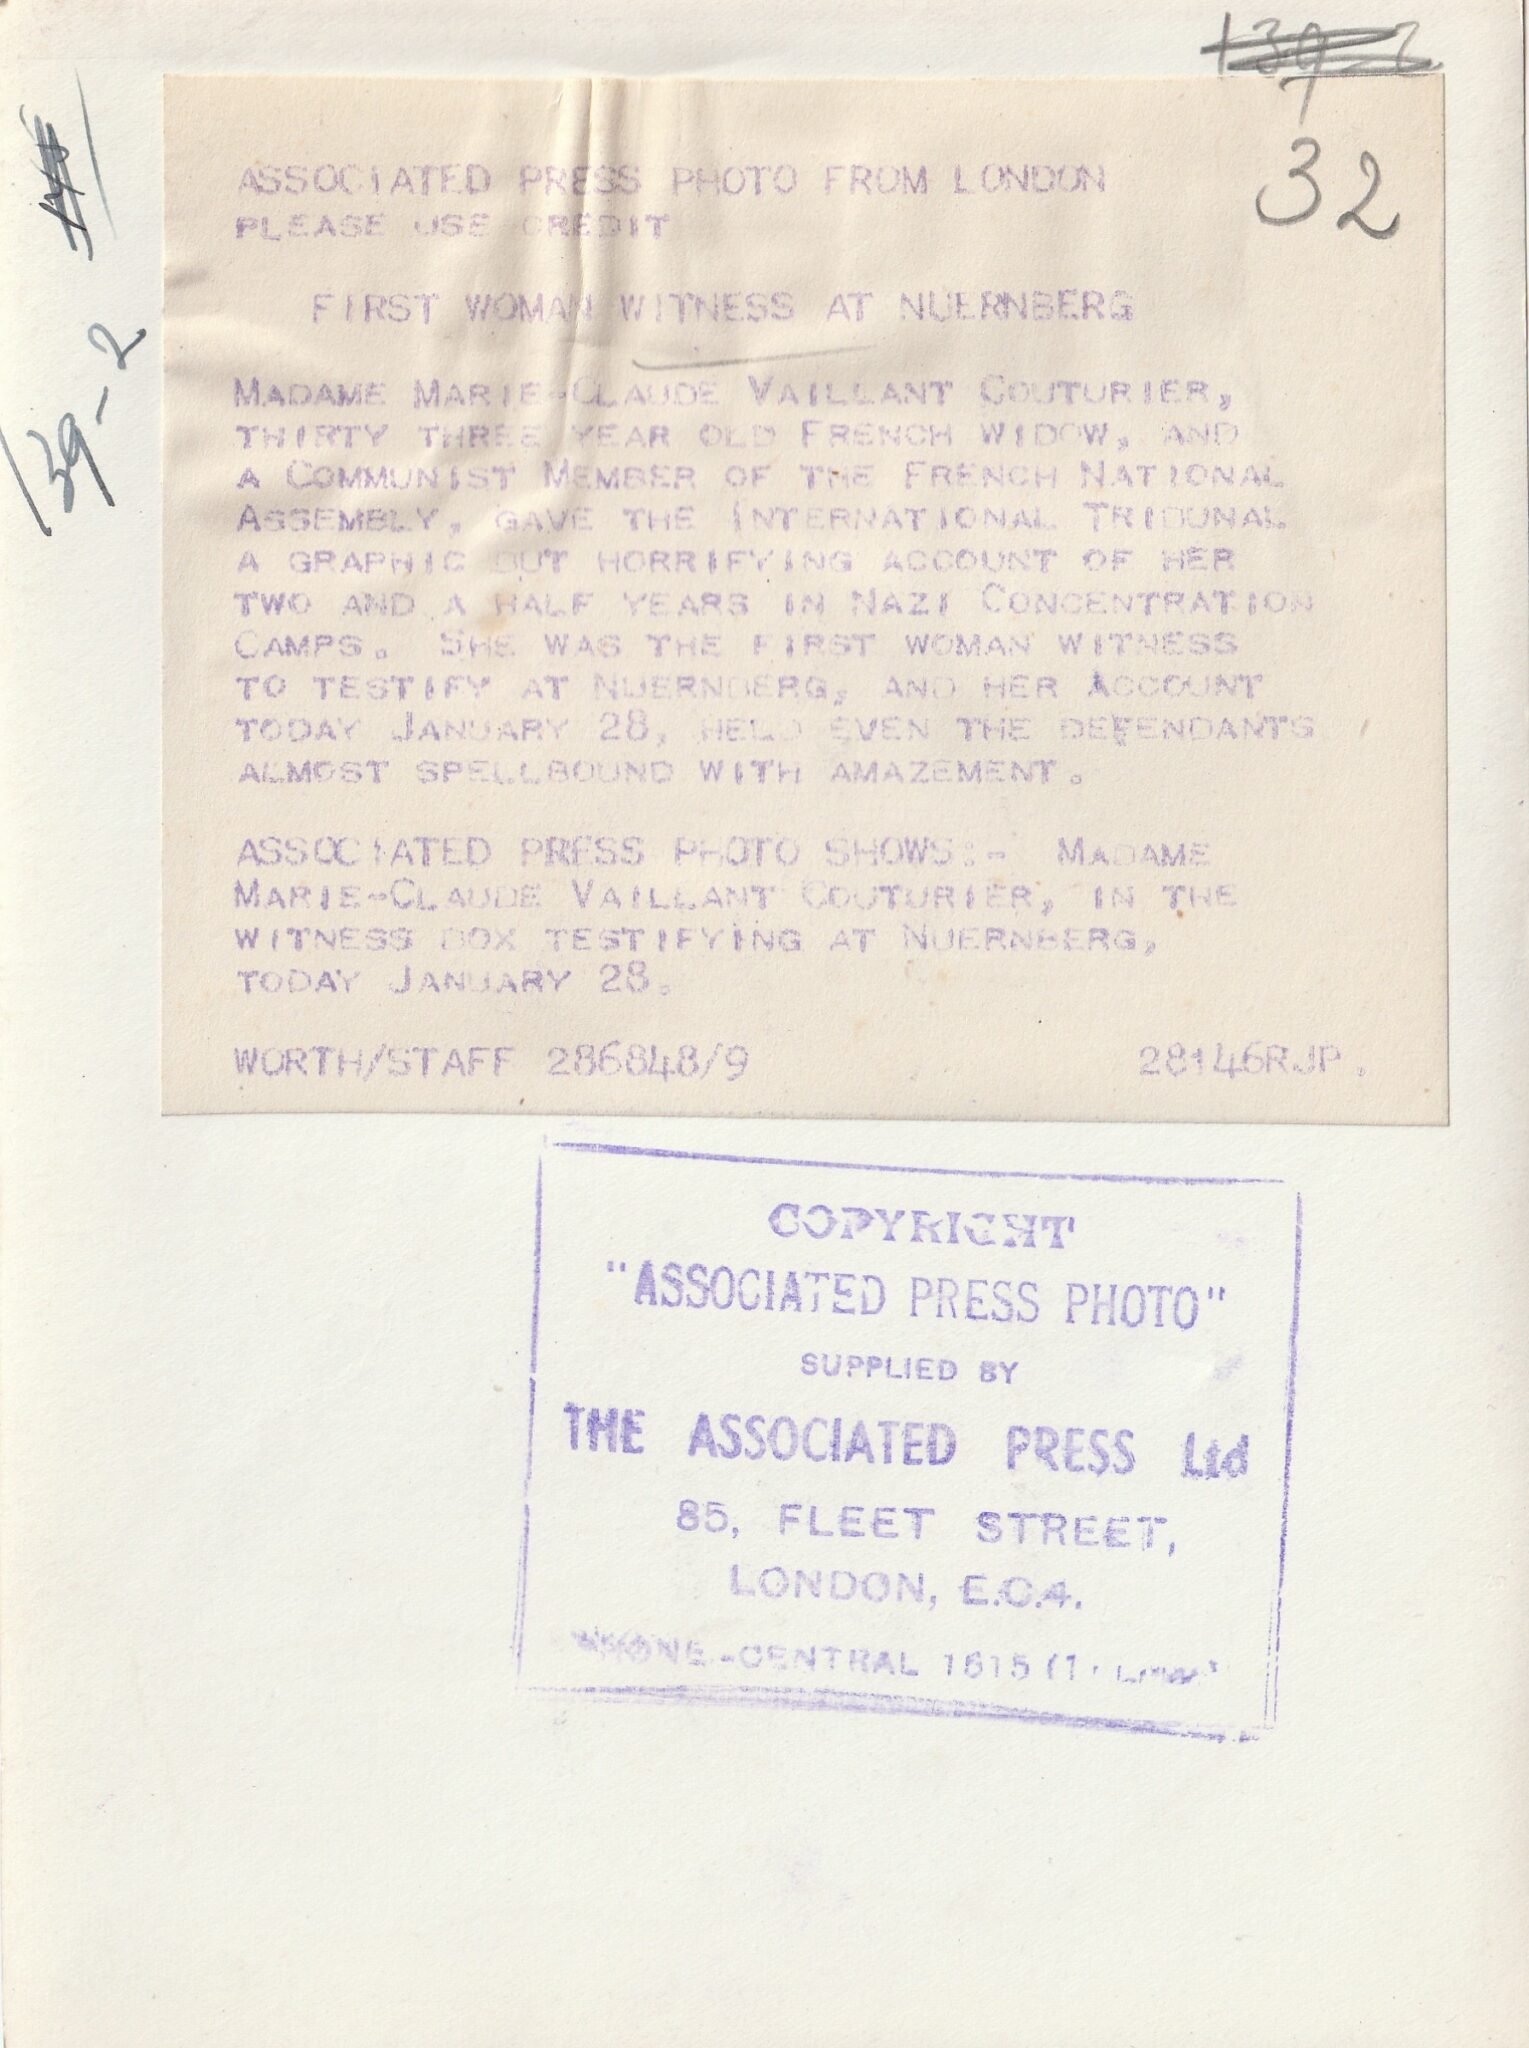 139-2
32
139-2
ASSOCIATED PRESS PHOTO FROM LONDON
PLEASE USE CREDIT
FIRST WOMAN WITNESS AT NUERNBERG
MADAME MARIE-CLAUDE VAILLANT COUTURIER,
THIRTY THREE YEAR OLD FRENCH WIDOW, AND
A COMMUNIST MEMBER OF THE FRENCH NATIONAL
ASSEMBLY, GAVE THE INTERNATIONAL TRIBUNAL
A GRAPHIC BUT HORRIFYING ACCOUNT OF HER
TWO AND A HALF YEARS IN NAZI CONCENTRATION
CAMPS. SHE WAS THE FIRST WOMAN WITNESS
TO TESTIFY AT NUERNBERG, AND HER ACCOUNT
TODAY JANUARY 28, HELD EVEN THE DEFENDANTS
ALMOST SPELLBOUND WITH AMAZEMENT.
ASSOCIATED PRESS PHOTO SHOWS:- MADAME
MARIE-CLAUDE VAILLANT COUTURIER, IN THE
WITNESS BOX TESTIFYING AT NUERNBERG,
TODAY JANUARY 28.
WORTH/STAFF 286848/9 28146RJP.
COPYRIGHT
"ASSOCIATED PRESS PHOTO"
SUPPLIED BY
THE ASSOCIATED PRESS Ltd
85, FLEET STREET,
LONDON, E.C.4.
PHONE-CENTRAL 1515